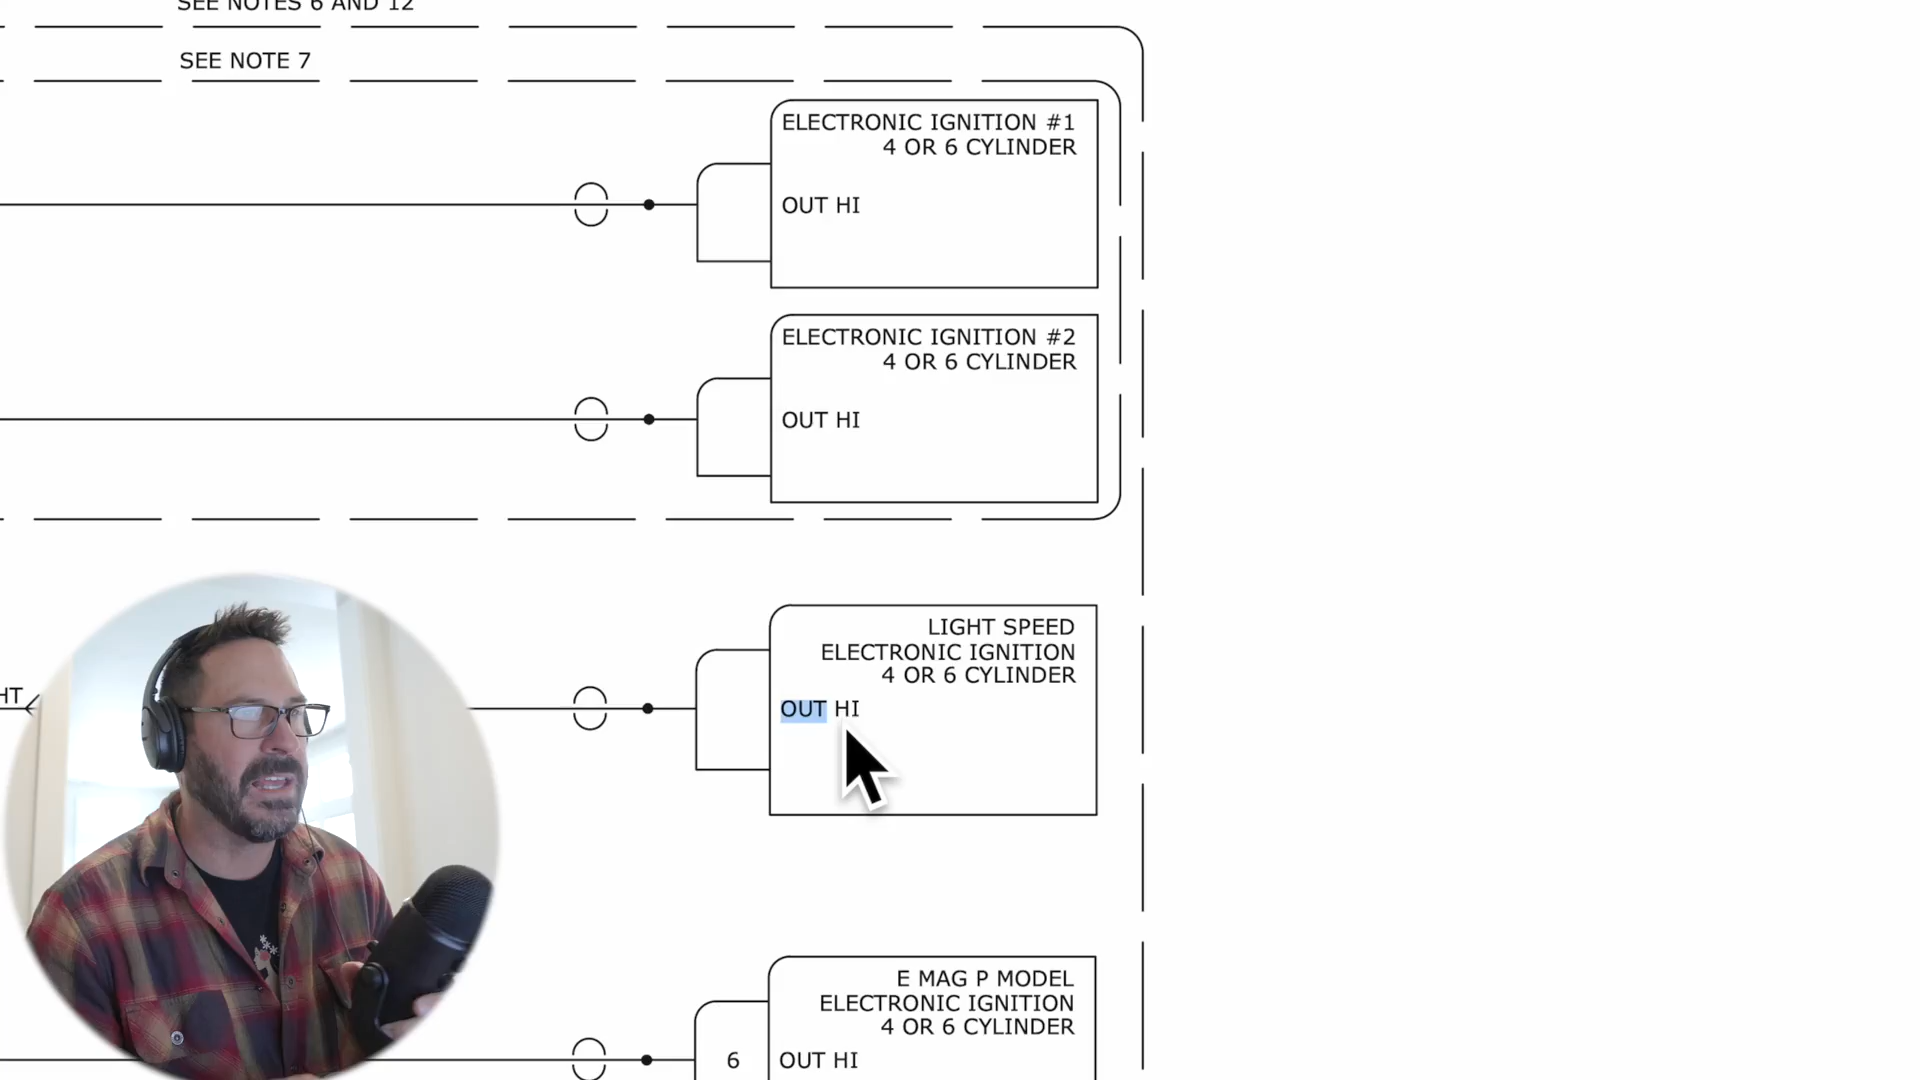 SEE NOTES 6 AND 12
SEE NOTE 7
ELECTRONIC IGNITION #1
4 OR 6 CYLINDER
OUT HI
ELECTRONIC IGNITION #2
4 OR 6 CYLINDER
OUT HI
LIGHT SPEED
ELECTRONIC IGNITION
4 OR 6 CYLINDER
HT
OUT HI
E MAG P MODEL
ELECTRONIC IGNITION
4 OR 6 CYLINDER
6
OUT HI